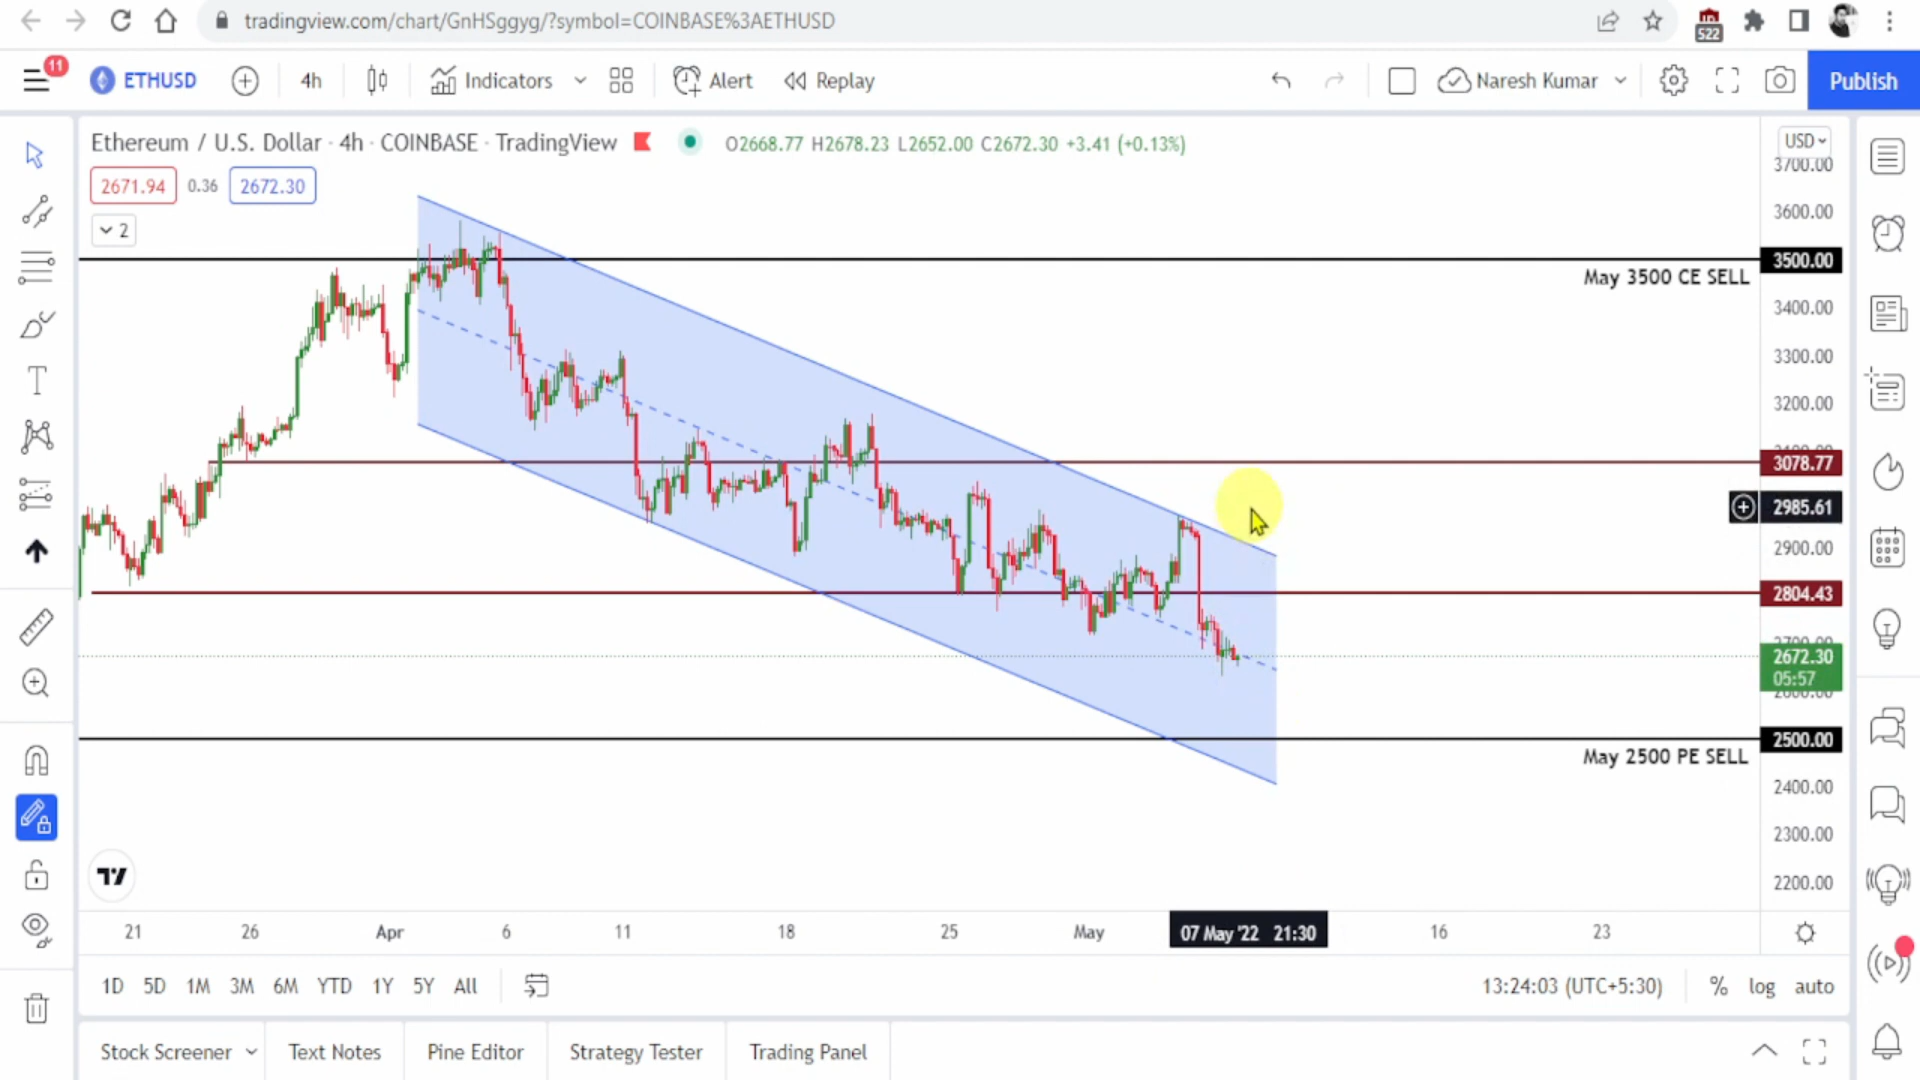 tradingview.com/chart/GnHSggyg/?symbol=COINBASE%3AETHUSD
522
11
ETHUSD
4h
Indicators
Alert
Replay
Naresh Kumar
Publish
Ethereum / U.S. Dollar · 4h · COINBASE · TradingView
O2668.77 H2678.23 L2652.00 C2672.30 +3.41 (+0.13%)
USD
2671.94
0.36
2672.30
2
3700.00
3600.00
3500.00
May 3500 CE SELL
3400.00
3300.00
3200.00
3078.77
2985.61
2900.00
2804.43
2700.00
2672.30
05:57
2600.00
2500.00
May 2500 PE SELL
2400.00
2300.00
2200.00
21
26
Apr
6
11
18
25
May
07 May '22 21:30
16
23
1D
5D
1M
3M
6M
YTD
1Y
5Y
All
13:24:03 (UTC+5:30)
%
log
auto
Stock Screener
Text Notes
Pine Editor
Strategy Tester
Trading Panel